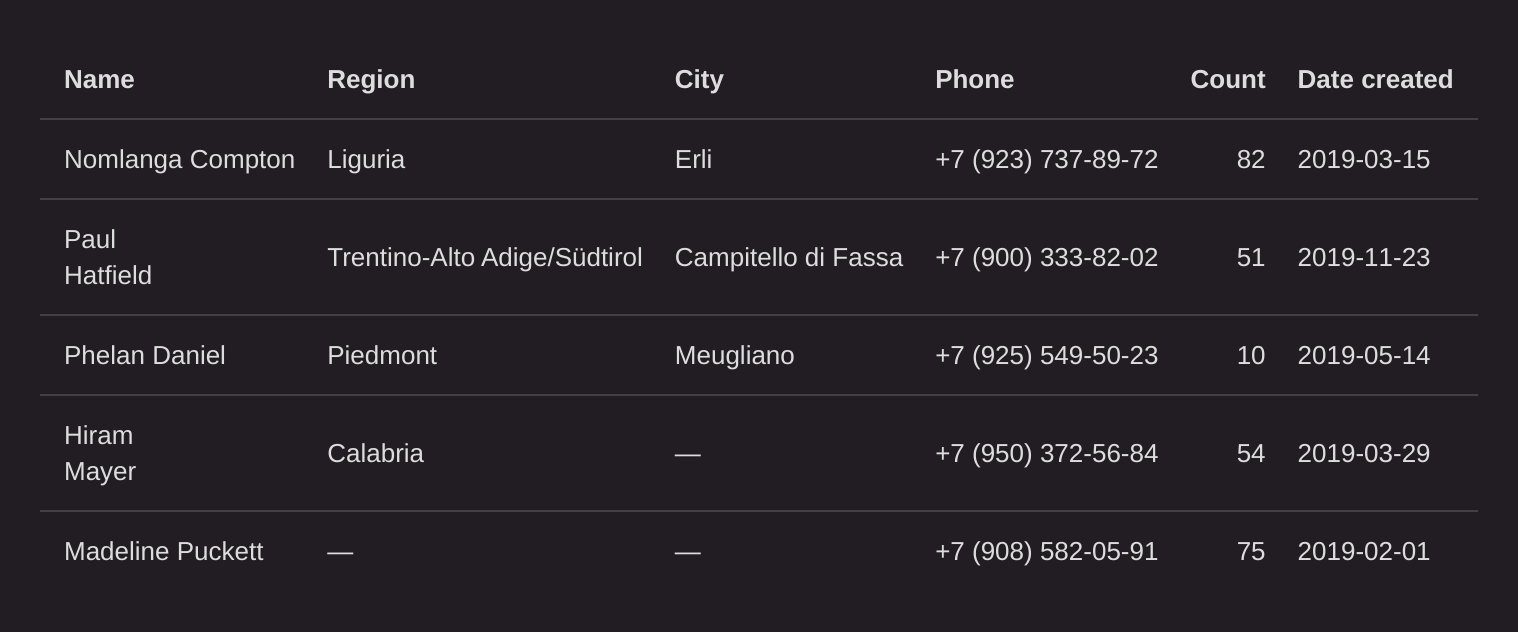 Name Region City Phone Count Date created
Nomlanga Compton Liguria Erli +7 (923) 737-89-72 82 2019-03-15
Paul
Hatfield Trentino-Alto Adige/Südtirol Campitello di Fassa +7 (900) 333-82-02 51 2019-11-23
Phelan Daniel Piedmont Meugliano +7 (925) 549-50-23 10 2019-05-14
Hiram
Mayer Calabria — +7 (950) 372-56-84 54 2019-03-29
Madeline Puckett — — +7 (908) 582-05-91 75 2019-02-01